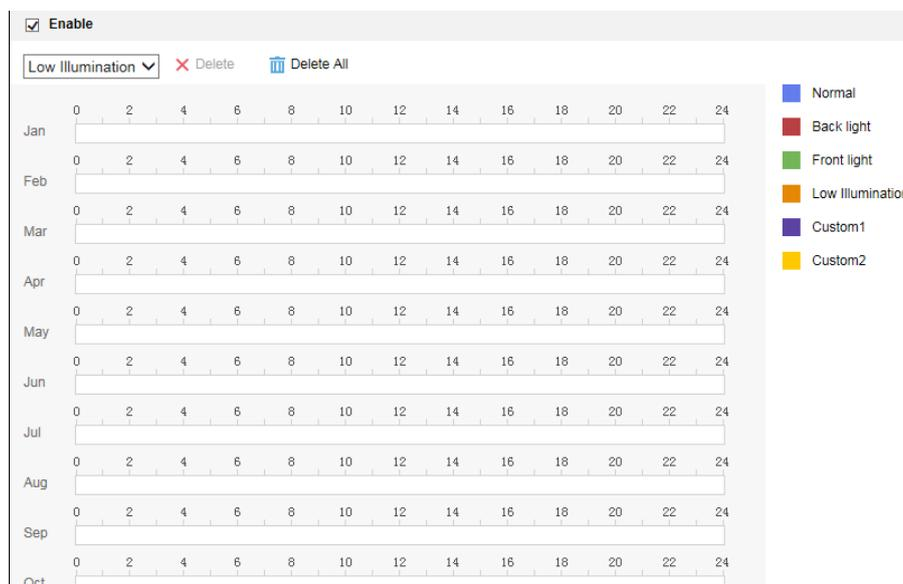 Enable
Low Illumination Delete Delete All
0 2 4 6 8 10 12 14 16 18 20 22 24
Jan
0 2 4 6 8 10 12 14 16 18 20 22 24
Feb
0 2 4 6 8 10 12 14 16 18 20 22 24
Mar
0 2 4 6 8 10 12 14 16 18 20 22 24
Apr
0 2 4 6 8 10 12 14 16 18 20 22 24
May
0 2 4 6 8 10 12 14 16 18 20 22 24
Jun
0 2 4 6 8 10 12 14 16 18 20 22 24
Jul
0 2 4 6 8 10 12 14 16 18 20 22 24
Aug
0 2 4 6 8 10 12 14 16 18 20 22 24
Sep
0 2 4 6 8 10 12 14 16 18 20 22 24
Oct
Normal
Back light
Front light
Low Illumination
Custom1
Custom2